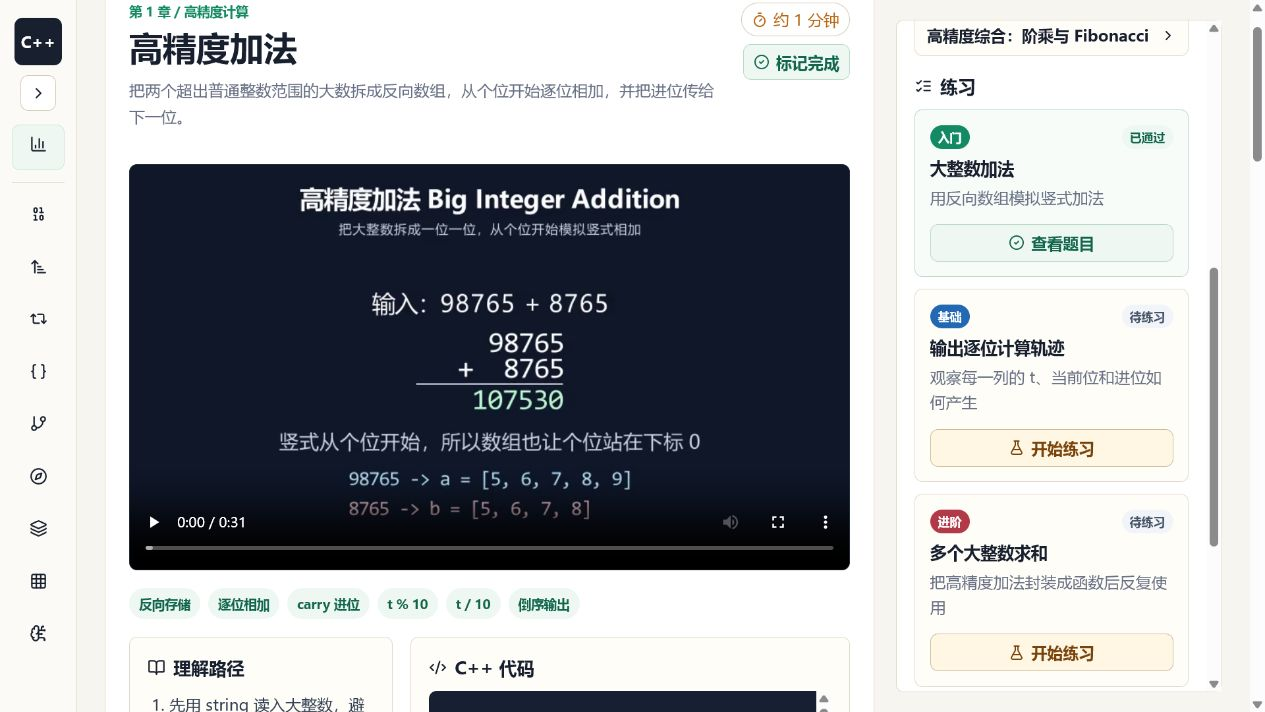 C++
第 1 章 / 高精度计算
高精度加法
把两个超出普通整数范围的大数拆成反向数组，从个位开始逐位相加，并把进位传给
下一位。
约 1 分钟
标记完成
高精度加法 Big Integer Addition
把大整数拆成一位一位，从个位开始模拟竖式相加
输入：98765 + 8765
98765
+ 8765
107530
竖式从个位开始，所以数组也让个位站在下标 0
98765 -> a = [5, 6, 7, 8, 9]
8765 -> b = [5, 6, 7, 8]
0:00 / 0:31
反向存储
逐位相加
carry 进位
t % 10
t / 10
倒序输出
理解路径
1. 先用 string 读入大整数，避
C++ 代码
高精度综合：阶乘与 Fibonacci
练习
入门
已通过
大整数加法
用反向数组模拟竖式加法
查看题目
基础
待练习
输出逐位计算轨迹
观察每一列的 t、当前位和进位如
何产生
开始练习
进阶
待练习
多个大整数求和
把高精度加法封装成函数后反复使
用
开始练习